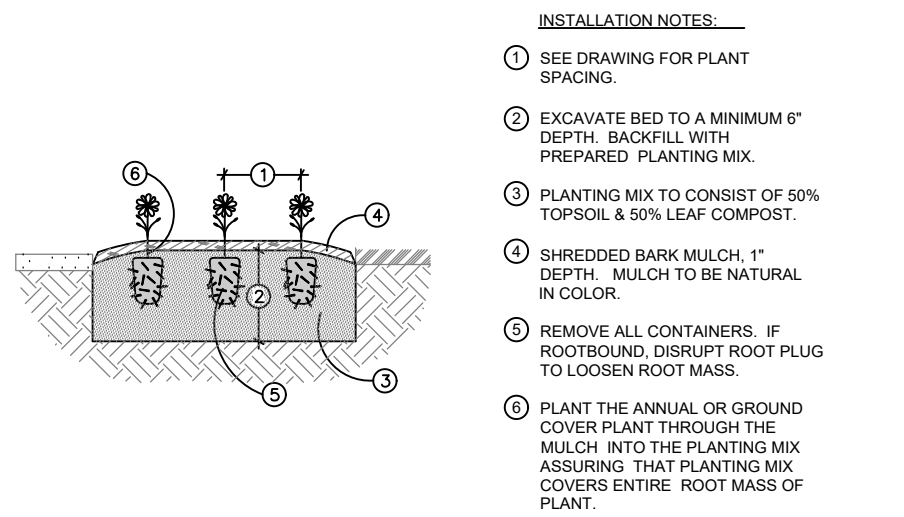 INSTALLATION NOTES:
1 SEE DRAWING FOR PLANT
SPACING.
2 EXCAVATE BED TO A MINIMUM 6"
DEPTH. BACKFILL WITH
PREPARED PLANTING MIX.
3 PLANTING MIX TO CONSIST OF 50%
TOPSOIL & 50% LEAF COMPOST.
4 SHREDDED BARK MULCH, 1"
DEPTH. MULCH TO BE NATURAL
IN COLOR.
5 REMOVE ALL CONTAINERS. IF
ROOTBOUND, DISRUPT ROOT PLUG
TO LOOSEN ROOT MASS.
6 PLANT THE ANNUAL OR GROUND
COVER PLANT THROUGH THE
MULCH INTO THE PLANTING MIX
ASSURING THAT PLANTING MIX
COVERS ENTIRE ROOT MASS OF
PLANT.
6
1
4
2
3
5